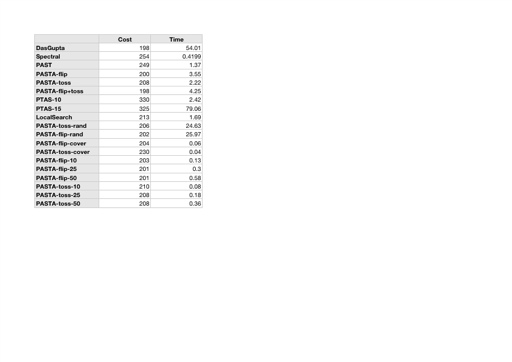 Cost Time
DasGupta 198 54.01
Spectral 254 0.4199
PAST 249 1.37
PASTA-flip 200 3.55
PASTA-toss 208 2.22
PASTA-flip+toss 198 4.25
PTAS-10 330 2.42
PTAS-15 325 79.06
LocalSearch 213 1.69
PASTA-toss-rand 206 24.63
PASTA-flip-rand 202 25.97
PASTA-flip-cover 204 0.06
PASTA-toss-cover 230 0.04
PASTA-flip-10 203 0.13
PASTA-flip-25 201 0.3
PASTA-flip-50 201 0.58
PASTA-toss-10 210 0.08
PASTA-toss-25 208 0.18
PASTA-toss-50 208 0.36